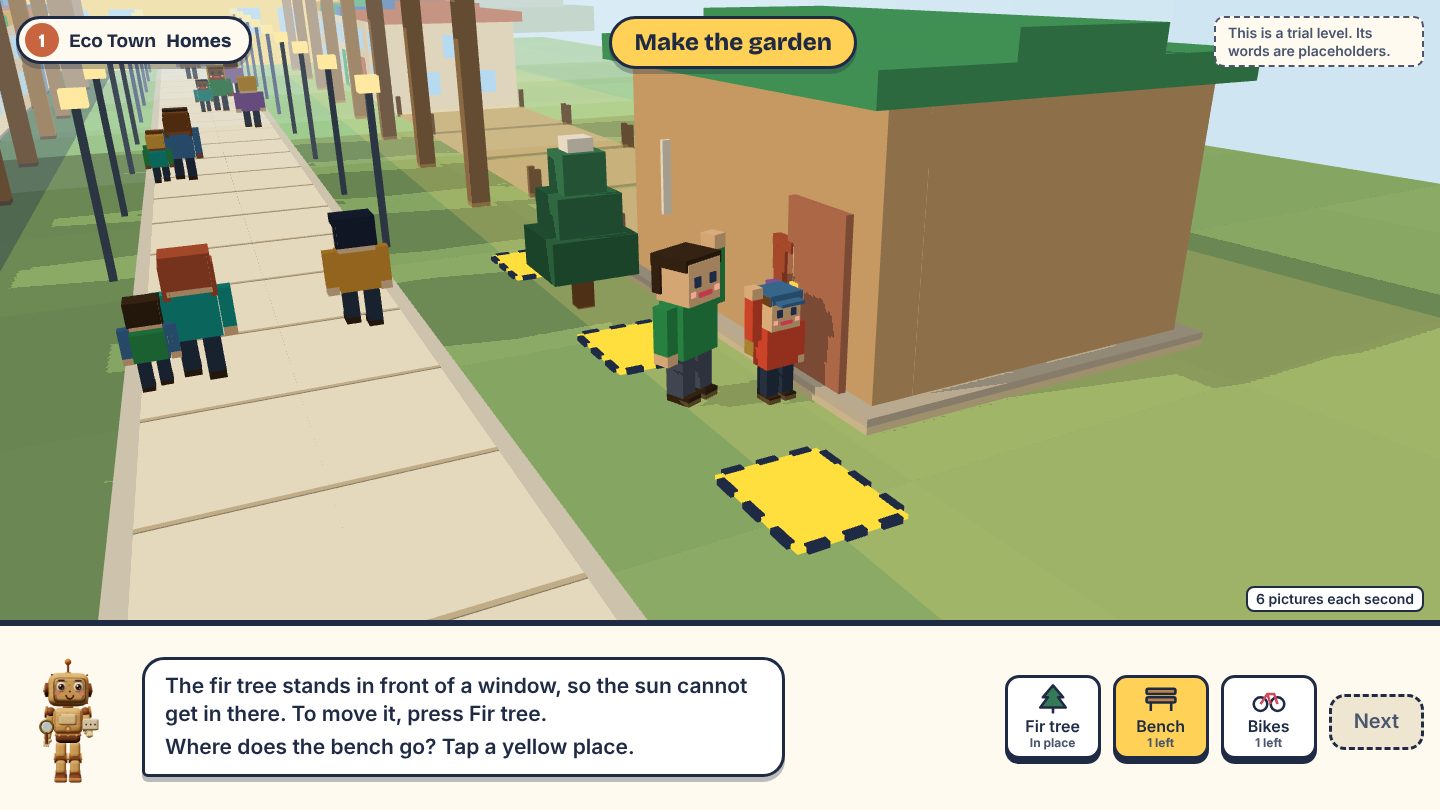 1 Eco Town Homes
Make the garden
This is a trial level. Its
words are placeholders.
6 pictures each second
The fir tree stands in front of a window, so the sun cannot
get in there. To move it, press Fir tree.
Where does the bench go? Tap a yellow place.
Fir tree
In place
Bench
1 left
Bikes
1 left
Next